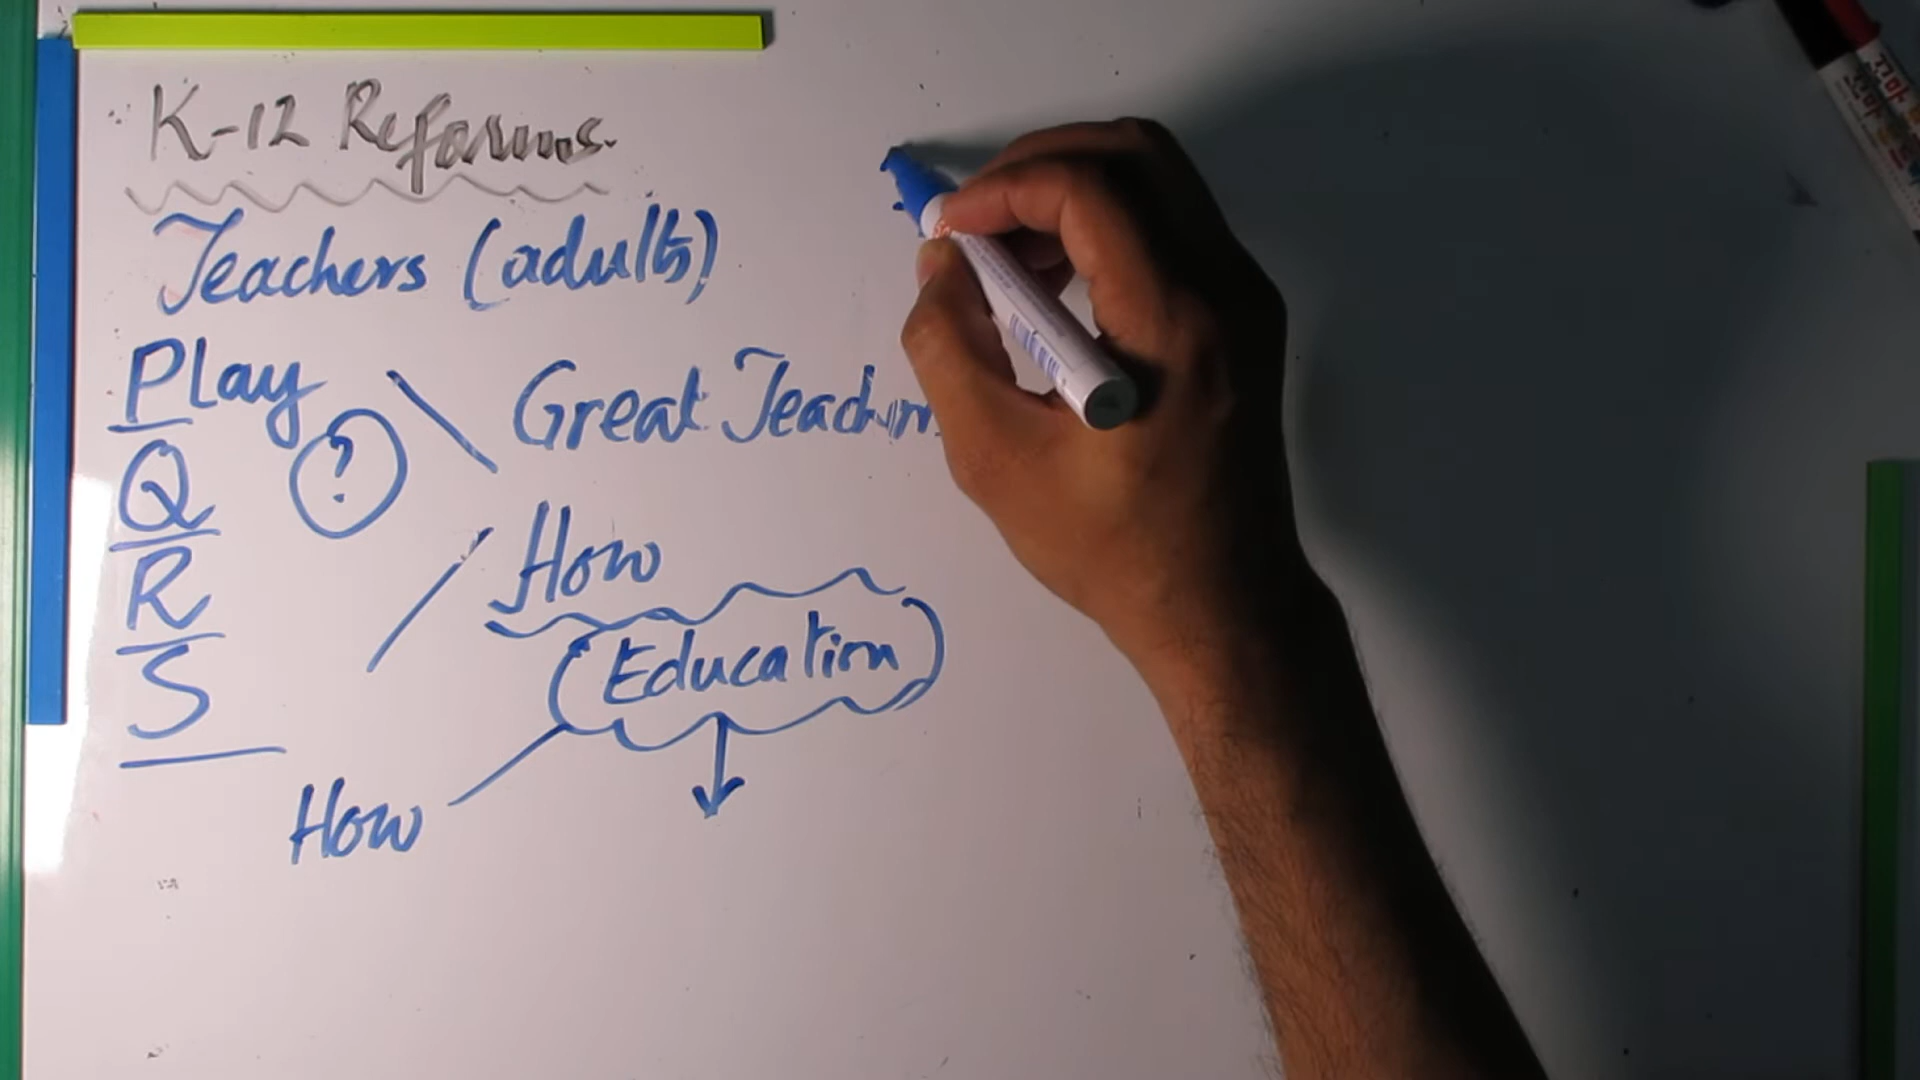 K-12 Reforms.
Teachers (adults)
Play
Great Teachers
Q
?
R
How
S
(Education)
How